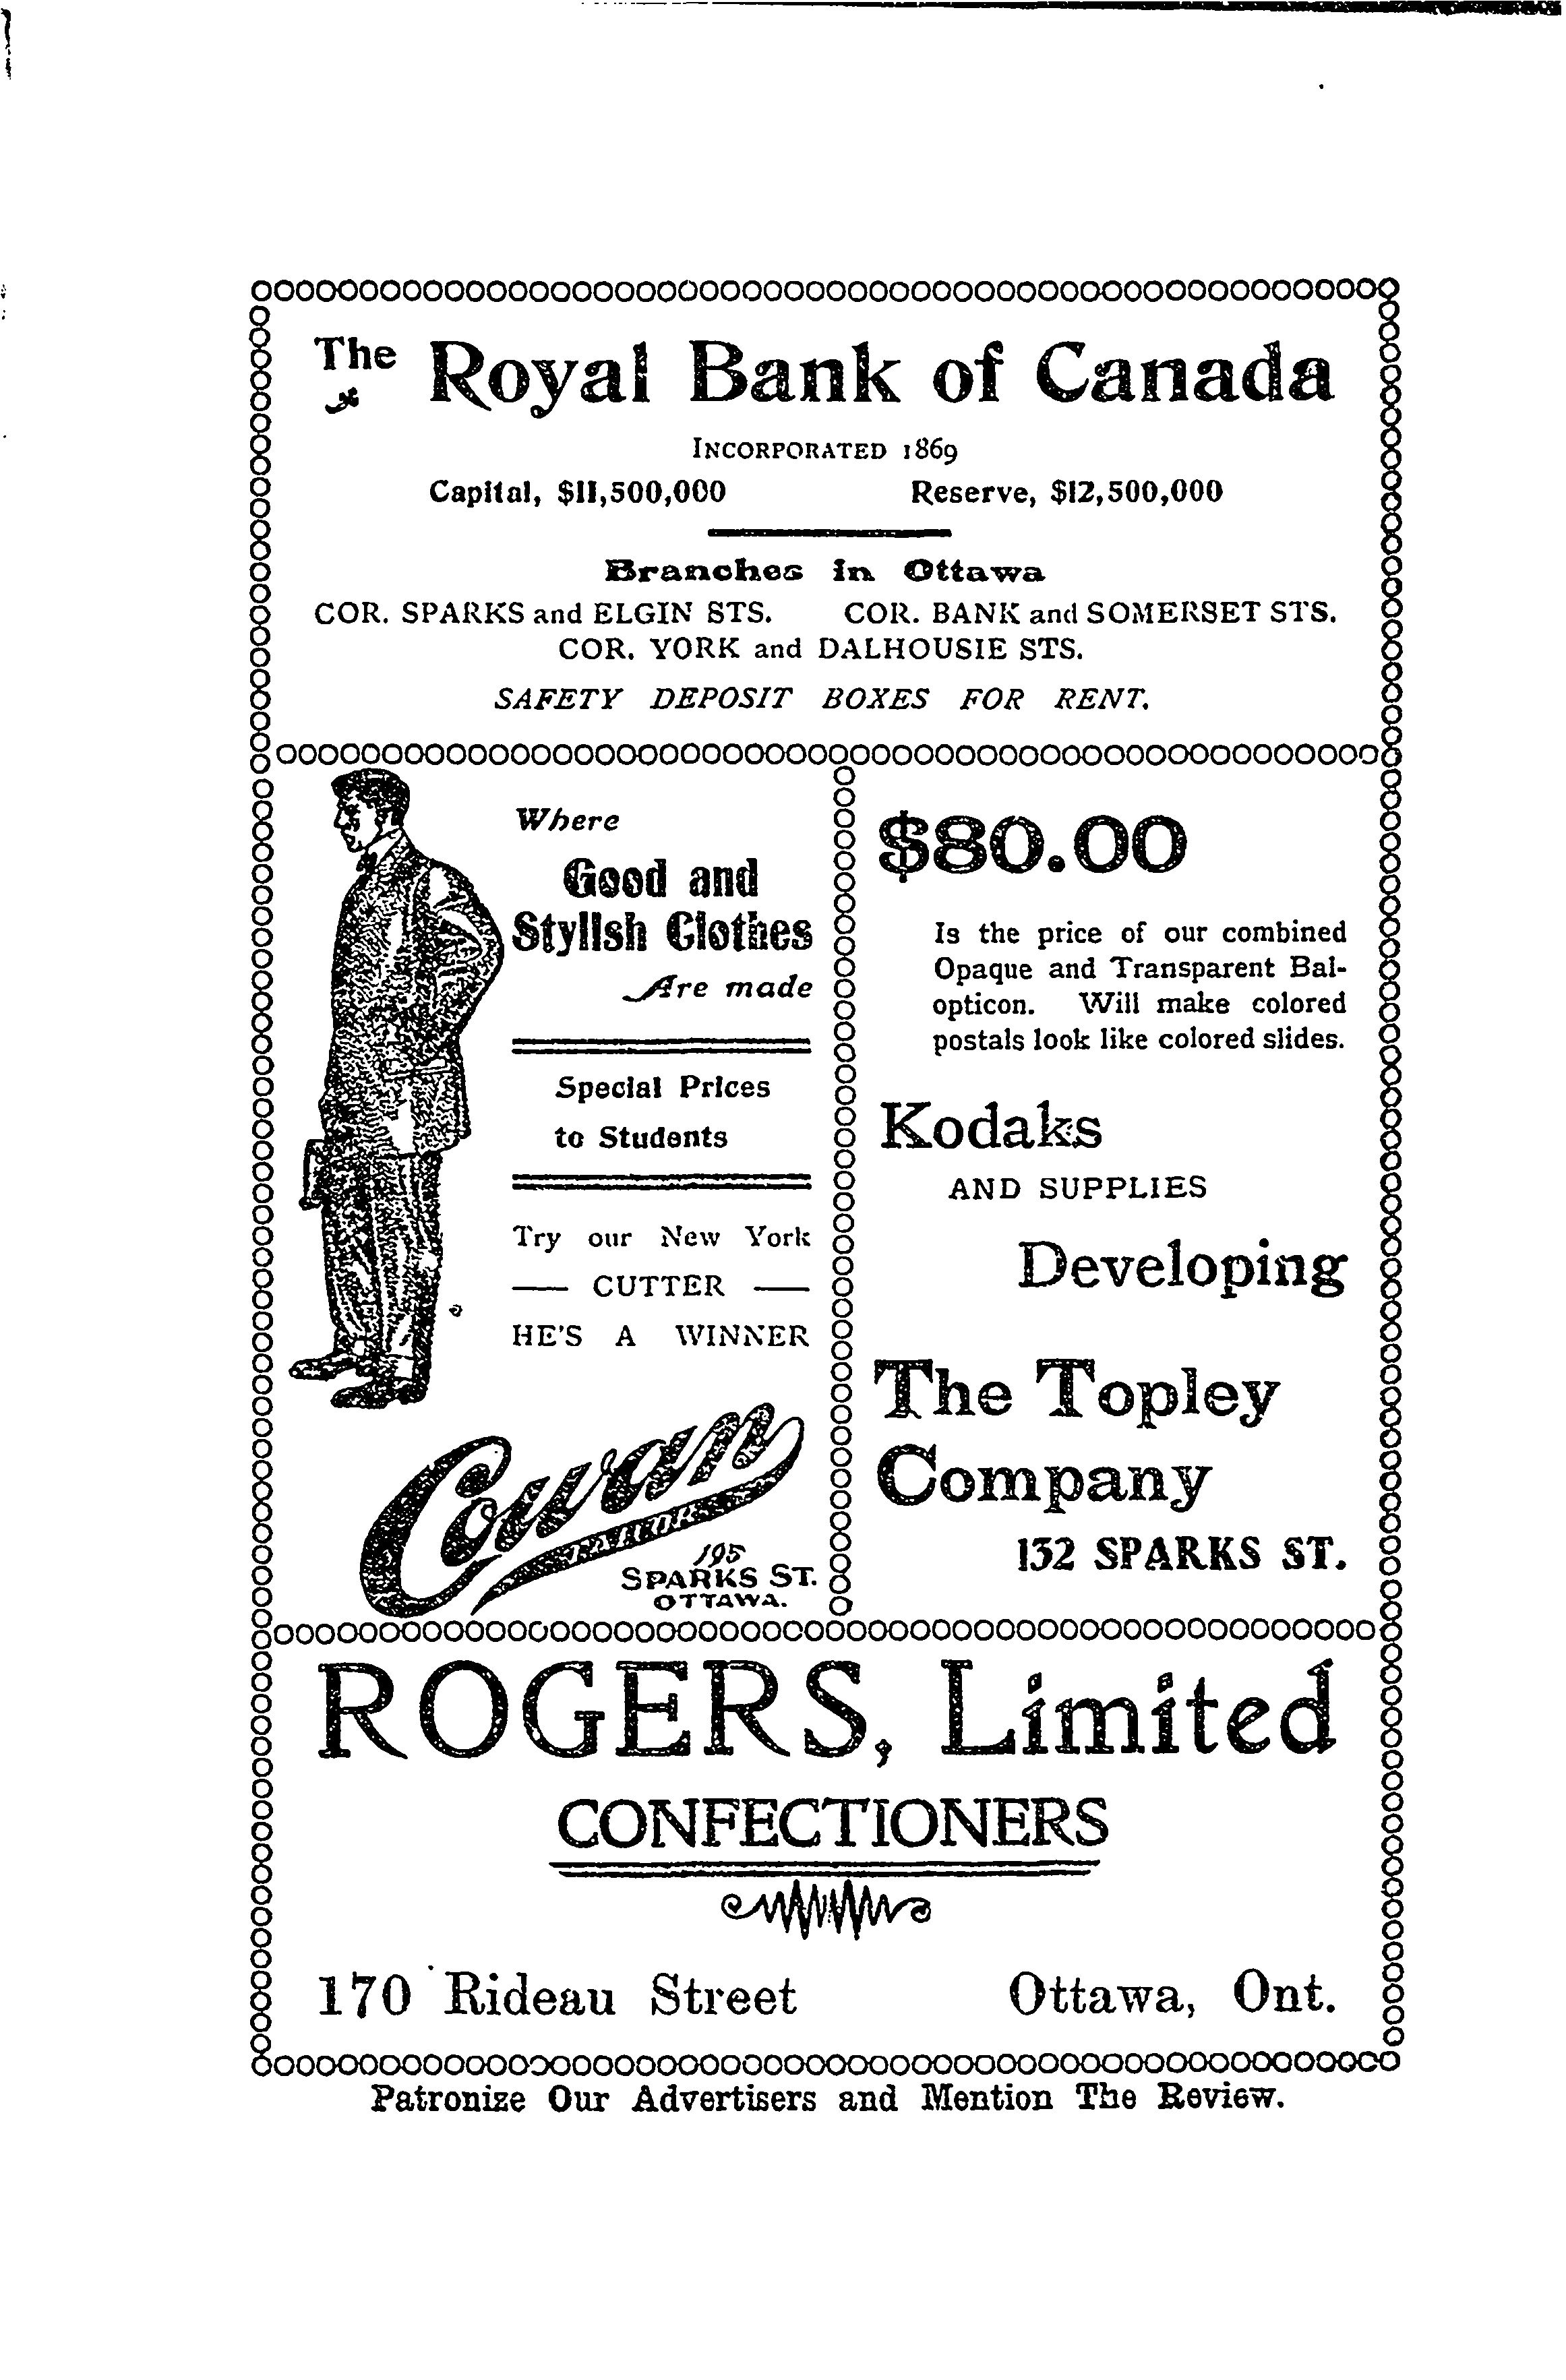 The Royal Bank of Canada
INCORPORATED 1869
Capital, $11,500,000 Reserve, $12,500,000
Branches in Ottawa
COR. SPARKS and ELGIN STS. COR. BANK and SOMERSET STS.
COR. YORK and DALHOUSIE STS.
SAFETY DEPOSIT BOXES FOR RENT.
Where
Good and
Stylish Clothes
Are made
Special Prices
to Students
Try our New York
— CUTTER —
HE'S A WINNER
Cowan
TAILOR
195
SPARKS ST.
OTTAWA.
$80.00
Is the price of our combined
Opaque and Transparent Bal-
opticon. Will make colored
postals look like colored slides.
Kodaks
AND SUPPLIES
Developing
The Topley
Company
132 SPARKS ST.
ROGERS, Limited
CONFECTIONERS
170 Rideau Street Ottawa, Ont.
Patronize Our Advertisers and Mention The Review.